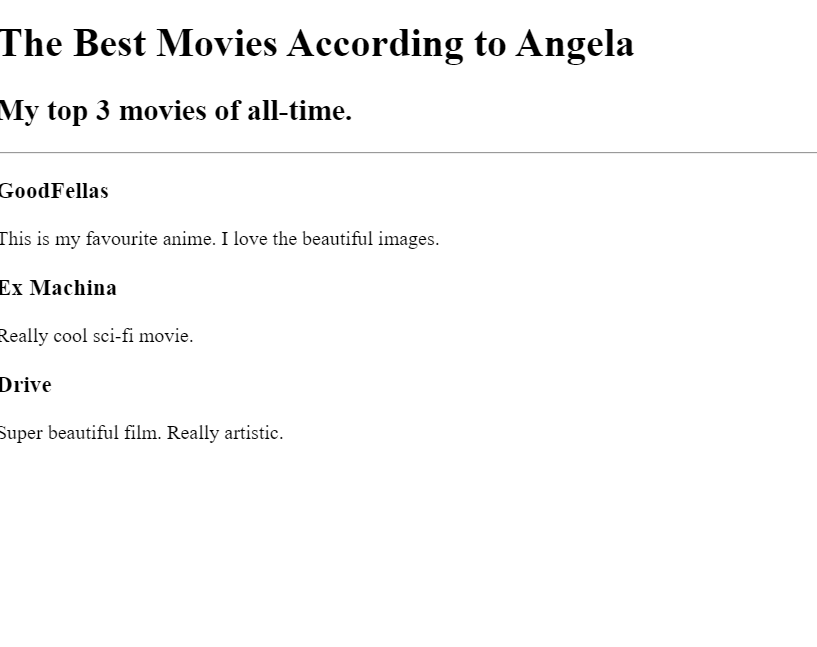 The Best Movies According to Angela
My top 3 movies of all-time.
GoodFellas
This is my favourite anime. I love the beautiful images.
Ex Machina
Really cool sci-fi movie.
Drive
Super beautiful film. Really artistic.